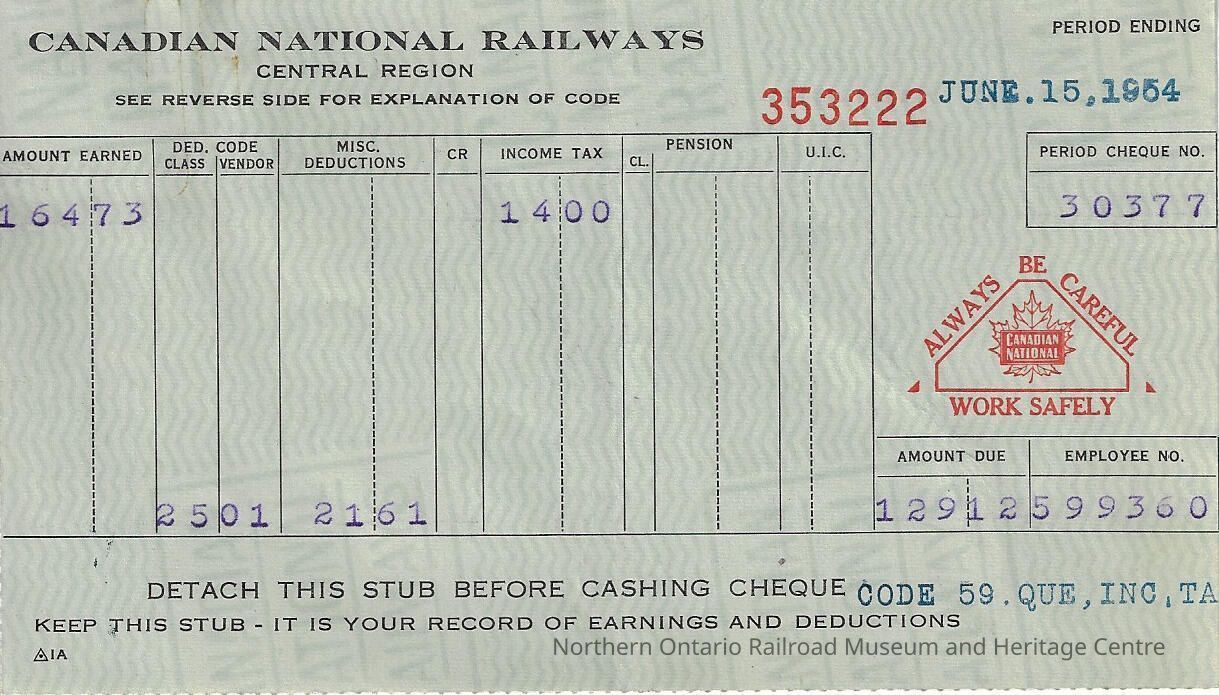 CANADIAN NATIONAL RAILWAYS
CENTRAL REGION
SEE REVERSE SIDE FOR EXPLANATION OF CODE
PERIOD ENDING
353222 JUNE.15,1954
AMOUNT EARNED
DED. CODE
CLASS VENDOR
MISC.
DEDUCTIONS
CR
INCOME TAX
CL.
PENSION
U.I.C.
PERIOD CHEQUE NO.
16473
1400
30377
ALWAYS BE CAREFUL
CANADIAN
NATIONAL
WORK SAFELY
AMOUNT DUE
EMPLOYEE NO.
25 01 2161
12912 599360
DETACH THIS STUB BEFORE CASHING CHEQUE CODE 59.QUE,INC,TA
KEEP THIS STUB - IT IS YOUR RECORD OF EARNINGS AND DEDUCTIONS
1A
Northern Ontario Railroad Museum and Heritage Centre